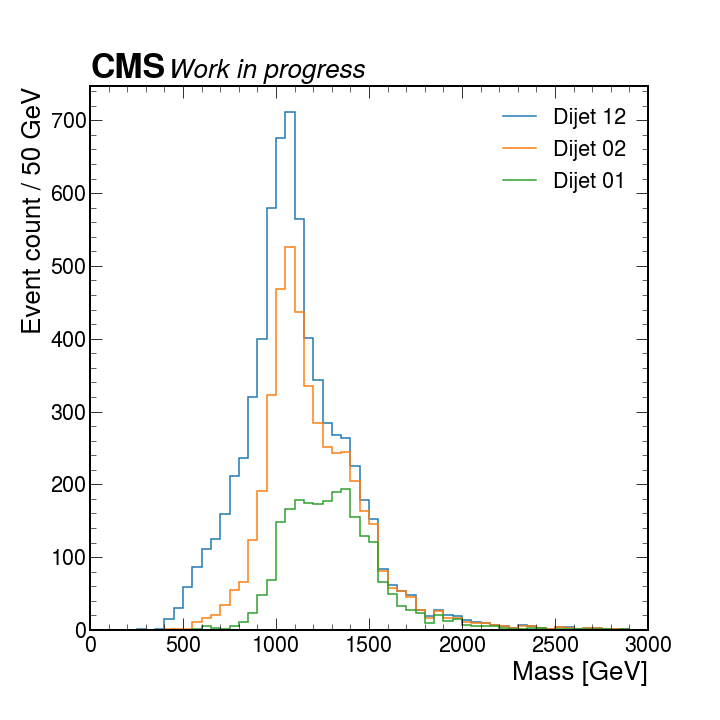 CMS Work in progress
Event count / 50 GeV
700
600
500
400
300
200
100
0
Dijet 12
Dijet 02
Dijet 01
0 500 1000 1500 2000 2500 3000
Mass [GeV]